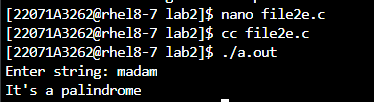 [22071A3262@rhel8-7 lab2]$ nano file2e.c
[22071A3262@rhel8-7 lab2]$ cc file2e.c
[22071A3262@rhel8-7 lab2]$ ./a.out
Enter string: madam
It's a palindrome